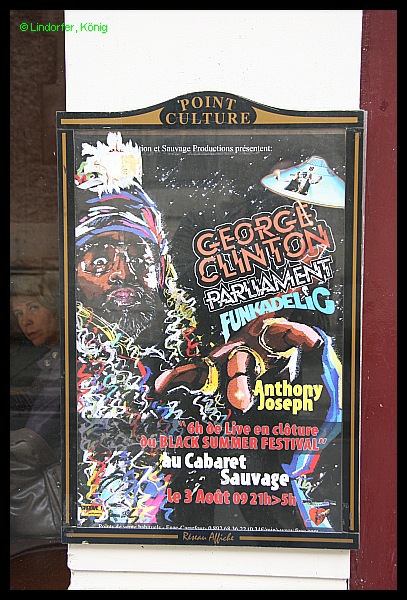 © Lindorfer, König
POINT
CULTURE
et Sauvage Productions présentent:
GEORGE
CLINTON
PARLIAMENT
FUNKADELIC
Anthony
Joseph
"6h de Live en clôture
du BLACK SUMMER FESTIVAL"
au Cabaret
Sauvage
Le 3 Août 09 21h>5h
Réseau Affiche